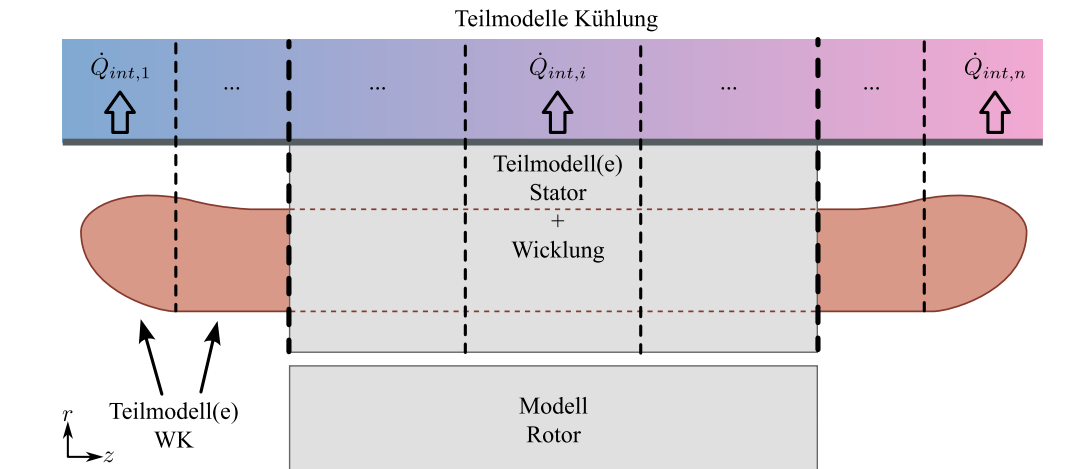 Teilmodelle Kühlung
Q̇int,1
...
...
Q̇int,i
...
...
Q̇int,n
Teilmodell(e)
Stator
+
Wicklung
Teilmodell(e)
WK
Modell
Rotor
r
z